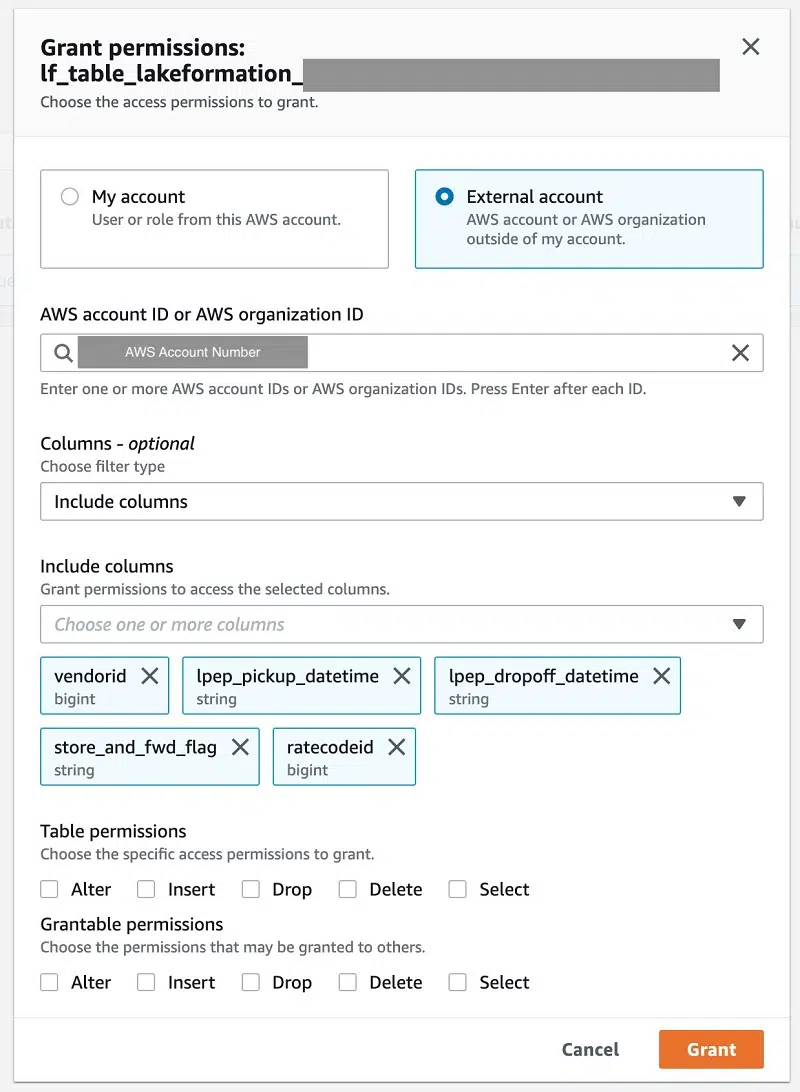 Grant permissions:
lf_table_lakeformation_
Choose the access permissions to grant.
My account
User or role from this AWS account.
External account
AWS account or AWS organization
outside of my account.
AWS account ID or AWS organization ID
AWS Account Number
Enter one or more AWS account IDs or AWS organization IDs. Press Enter after each ID.
Columns - optional
Choose filter type
Include columns
Include columns
Grant permissions to access the selected columns.
Choose one or more columns
vendorid
bigint
lpep_pickup_datetime
string
lpep_dropoff_datetime
string
store_and_fwd_flag
string
ratecodeid
bigint
Table permissions
Choose the specific access permissions to grant.
Alter Insert Drop Delete Select
Grantable permissions
Choose the permissions that may be granted to others.
Alter Insert Drop Delete Select
Cancel Grant